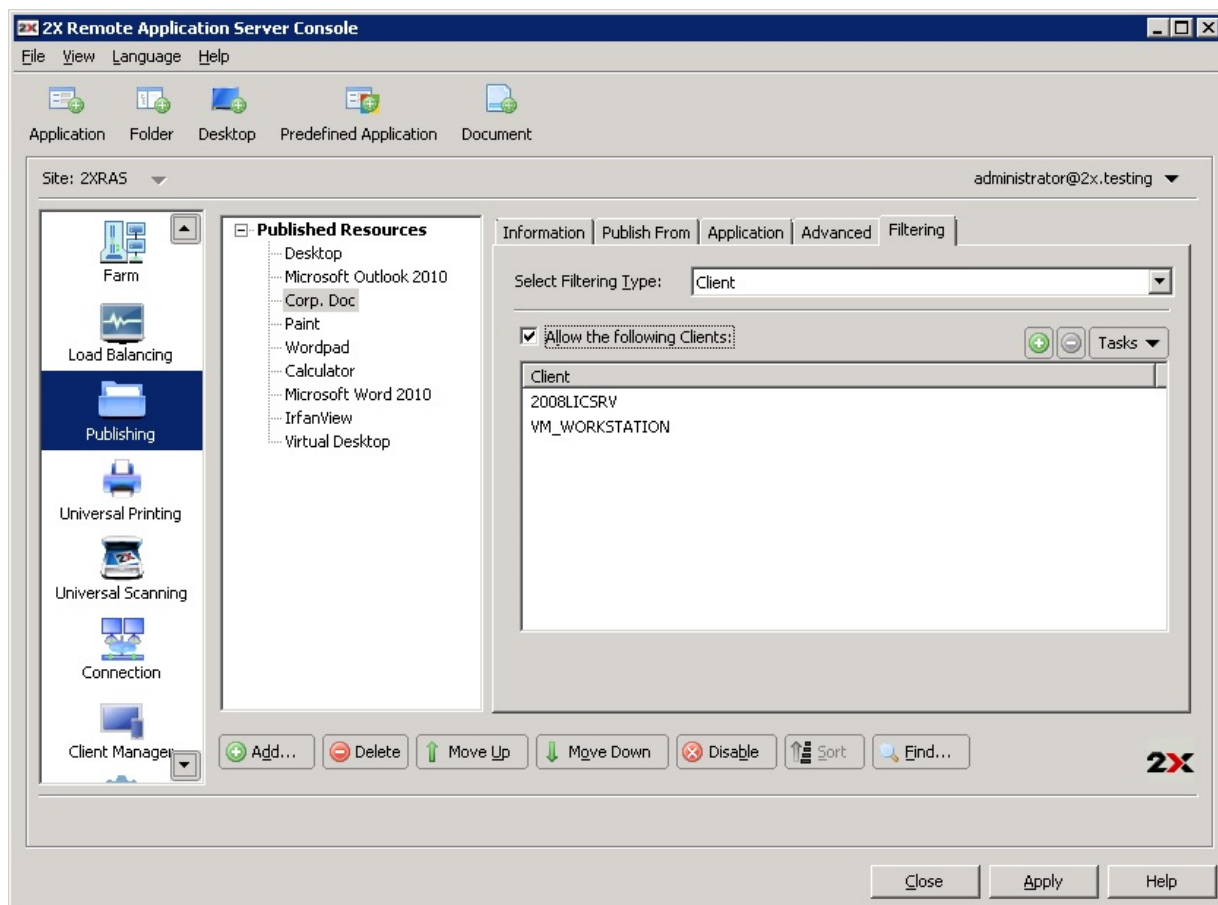 2X 2X Remote Application Server Console
File View Language Help
Application Folder Desktop Predefined Application Document
Site: 2XRAS
administrator@2x.testing
Farm
Load Balancing
Publishing
Universal Printing
2X
Universal Scanning
Connection
Client Manager
Published Resources
Desktop
Microsoft Outlook 2010
Corp. Doc
Paint
Wordpad
Calculator
Microsoft Word 2010
IrfanView
Virtual Desktop
Information Publish From Application Advanced Filtering
Select Filtering Type: Client
Allow the following Clients:
Tasks
Client
2008LICSRV
VM_WORKSTATION
Add... Delete Move Up Move Down Disable Sort Find...
2X
Close Apply Help